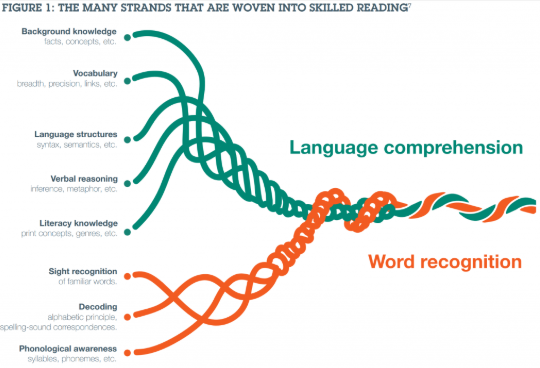 FIGURE 1: THE MANY STRANDS THAT ARE WOVEN INTO SKILLED READING7
Background knowledge
facts, concepts, etc.
Vocabulary
breadth, precision, links, etc.
Language structures
syntax, semantics, etc.
Verbal reasoning
inference, metaphor, etc.
Literacy knowledge
print concepts, genres, etc.
Language comprehension
Word recognition
Sight recognition
of familiar words.
Decoding
alphabetic principle,
spelling-sound correspondences.
Phonological awareness
syllables, phonemes, etc.